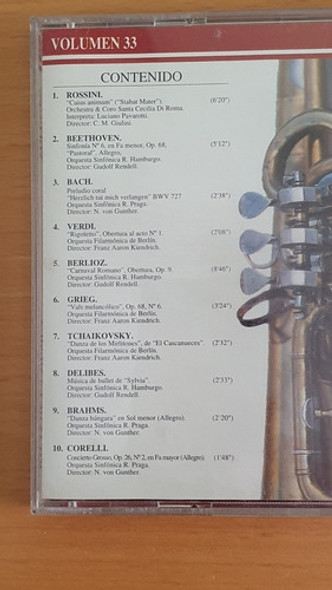 VOLUMEN 33
CONTENIDO
1. ROSSINI.
"Cuius animam" ("Stabat Mater").
Orchestra & Coro Santa Cecilia Di Roma.
Interpreta: Luciano Pavarotti.
Director: C. M. Giulini. (6'20")
2. BEETHOVEN.
Sinfonía Nº 6, en Fa menor, Op. 68,
"Pastoral". Allegro,
Orquesta Sinfónica R. Hamburgo.
Director: Gudolf Rendell. (5'12")
3. BACH.
Preludio coral
"Herzlich tut mich verlangen" BWV 727
Orquesta Sinfónica R. Praga.
Director: N. von Gunther. (2'38")
4. VERDI.
"Rigoletto", Obertura al acto Nº 1.
Orquesta Filarmónica de Berlín.
Director: Franz Aaron Kiendrich. (2'08")
5. BERLIOZ.
"Carnaval Romano", Obertura, Op. 9.
Orquesta Sinfónica R. Hamburgo.
Director: Gudolf Rendell. (8'46")
6. GRIEG.
"Vals melancólico", Op. 68, Nº 6.
Orquesta Filarmónica de Berlín.
Director: Franz Aaron Kiendrich. (3'24")
7. TCHAIKOVSKY.
"Danza de los Mirlitones", de "El Cascanueces".
Orquesta Filarmónica de Berlín.
Director: Franz Aaron Kiendrich. (2'32")
8. DELIBES.
Música de ballet de "Sylvia".
Orquesta Sinfónica R. Hamburgo.
Director: Gudolf Rendell. (2'33")
9. BRAHMS.
"Danza húngara" en Sol menor (Allegro).
Orquesta Sinfónica R. Praga.
Director: N. von Gunther. (2'20")
10. CORELLI.
Concierto Grosso, Op. 26, Nº 2, en Fa mayor (Allegro).
Orquesta Sinfónica R. Praga.
Director: N. von Gunther. (1'48")